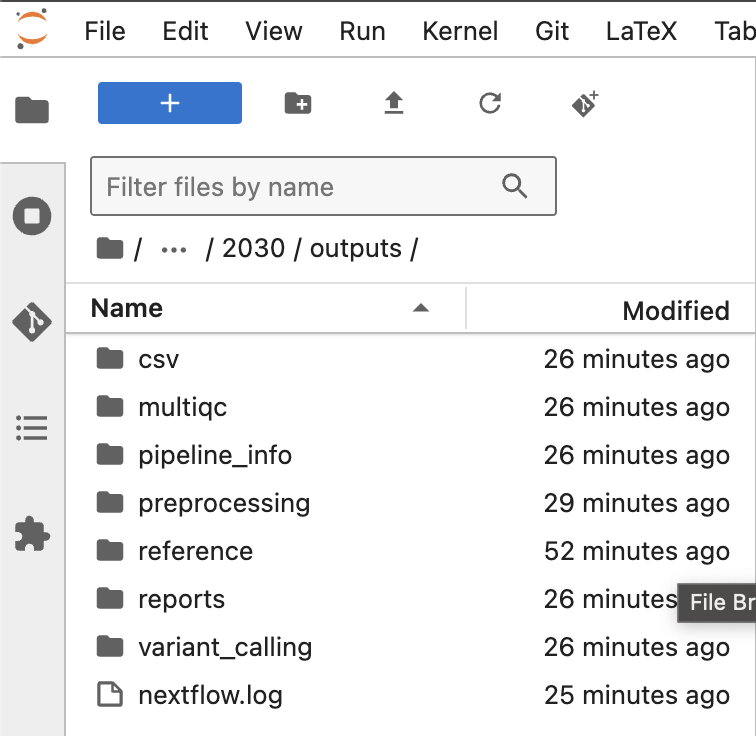 File Edit View Run Kernel Git LaTeX Tab
Filter files by name
/ ... / 2030 / outputs /
Name Modified
csv 26 minutes ago
multiqc 26 minutes ago
pipeline_info 26 minutes ago
preprocessing 29 minutes ago
reference 52 minutes ago
reports 26 minutes
File Br
variant_calling 26 minutes ago
nextflow.log 25 minutes ago